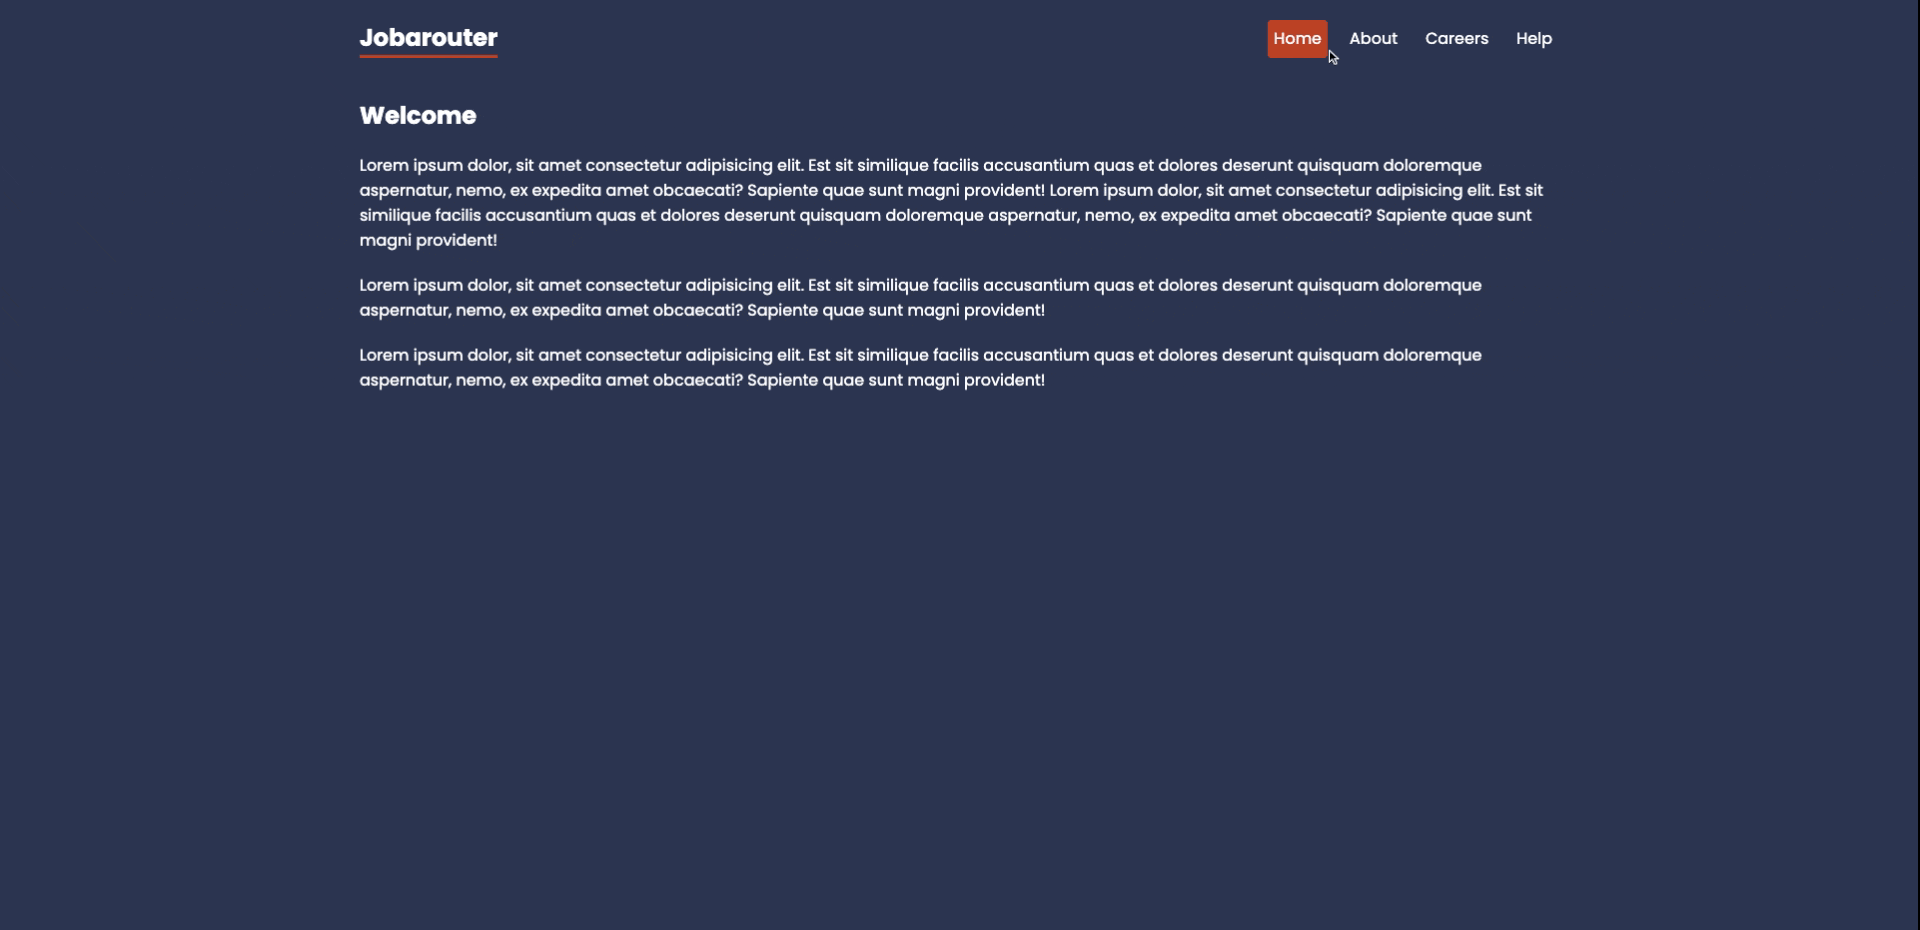 Jobarouter
Home About Careers Help
Welcome
Lorem ipsum dolor, sit amet consectetur adipisicing elit. Est sit similique facilis accusantium quas et dolores deserunt quisquam doloremque
aspernatur, nemo, ex expedita amet obcaecati? Sapiente quae sunt magni provident! Lorem ipsum dolor, sit amet consectetur adipisicing elit. Est sit
similique facilis accusantium quas et dolores deserunt quisquam doloremque aspernatur, nemo, ex expedita amet obcaecati? Sapiente quae sunt
magni provident!
Lorem ipsum dolor, sit amet consectetur adipisicing elit. Est sit similique facilis accusantium quas et dolores deserunt quisquam doloremque
aspernatur, nemo, ex expedita amet obcaecati? Sapiente quae sunt magni provident!
Lorem ipsum dolor, sit amet consectetur adipisicing elit. Est sit similique facilis accusantium quas et dolores deserunt quisquam doloremque
aspernatur, nemo, ex expedita amet obcaecati? Sapiente quae sunt magni provident!